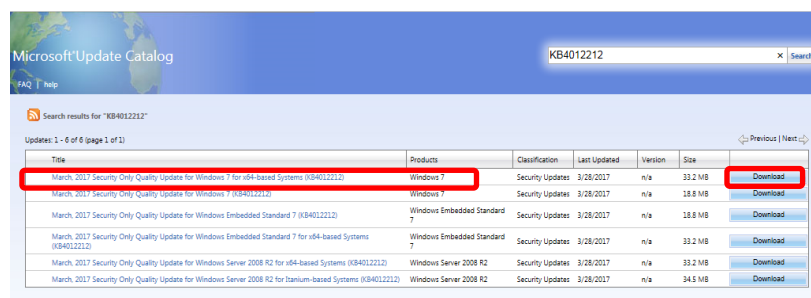 Microsoft®Update Catalog
KB4012212 × Search
FAQ | help
Search results for "KB4012212"
Updates: 1 - 6 of 6 (page 1 of 1) Previous | Next
Title Products Classification Last Updated Version Size
March, 2017 Security Only Quality Update for Windows 7 for x64-based Systems (KB4012212) Windows 7 Security Updates 3/28/2017 n/a 33.2 MB Download
March, 2017 Security Only Quality Update for Windows 7 (KB4012212) Windows 7 Security Updates 3/28/2017 n/a 18.8 MB Download
March, 2017 Security Only Quality Update for Windows Embedded Standard 7 (KB4012212) Windows Embedded Standard 7 Security Updates 3/28/2017 n/a 18.8 MB Download
March, 2017 Security Only Quality Update for Windows Embedded Standard 7 for x64-based Systems (KB4012212) Windows Embedded Standard 7 Security Updates 3/28/2017 n/a 33.2 MB Download
March, 2017 Security Only Quality Update for Windows Server 2008 R2 for x64-based Systems (KB4012212) Windows Server 2008 R2 Security Updates 3/28/2017 n/a 33.2 MB Download
March, 2017 Security Only Quality Update for Windows Server 2008 R2 for Itanium-based Systems (KB4012212) Windows Server 2008 R2 Security Updates 3/28/2017 n/a 34.5 MB Download